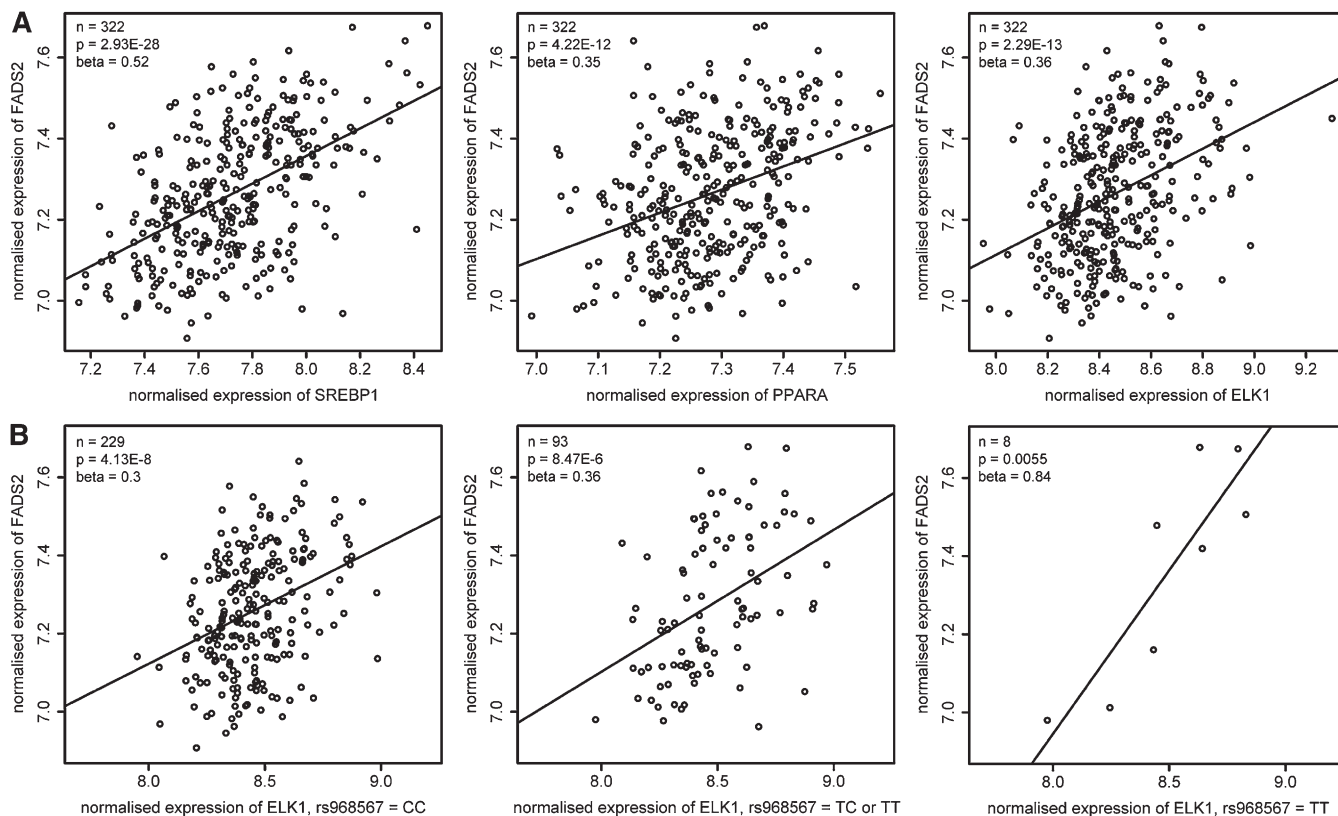 A
n = 322
p = 2.93E-28
beta = 0.52
normalised expression of FADS2
7.0 7.2 7.4 7.6
7.2 7.4 7.6 7.8 8.0 8.2 8.4
normalised expression of SREBP1
n = 322
p = 4.22E-12
beta = 0.35
normalised expression of FADS2
7.0 7.2 7.4 7.6
7.0 7.1 7.2 7.3 7.4 7.5
normalised expression of PPARA
n = 322
p = 2.29E-13
beta = 0.36
normalised expression of FADS2
7.0 7.2 7.4 7.6
8.0 8.2 8.4 8.6 8.8 9.0 9.2
normalised expression of ELK1
B
n = 229
p = 4.13E-8
beta = 0.3
normalised expression of FADS2
7.0 7.2 7.4 7.6
8.0 8.5 9.0
normalised expression of ELK1, rs968567 = CC
n = 93
p = 8.47E-6
beta = 0.36
normalised expression of FADS2
7.0 7.2 7.4 7.6
8.0 8.5 9.0
normalised expression of ELK1, rs968567 = TC or TT
n = 8
p = 0.0055
beta = 0.84
normalised expression of FADS2
7.0 7.2 7.4 7.6
8.0 8.5 9.0
normalised expression of ELK1, rs968567 = TT